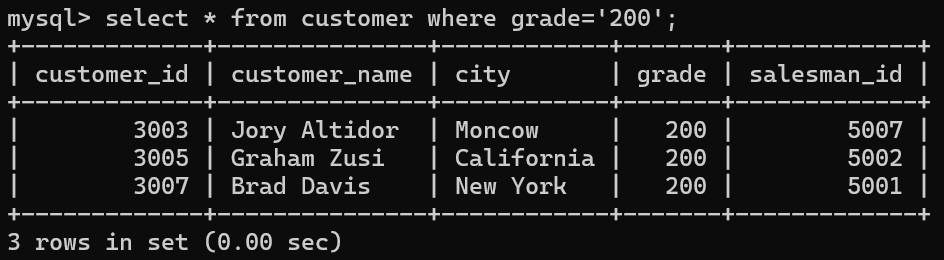 mysql> select * from customer where grade='200';
+-------------+---------------+------------+-------+-------------+
| customer_id | customer_name | city       | grade | salesman_id |
+-------------+---------------+------------+-------+-------------+
|        3003 | Jory Altidor  | Moncow     |   200 |        5007 |
|        3005 | Graham Zusi   | California |   200 |        5002 |
|        3007 | Brad Davis    | New York   |   200 |        5001 |
+-------------+---------------+------------+-------+-------------+
3 rows in set (0.00 sec)